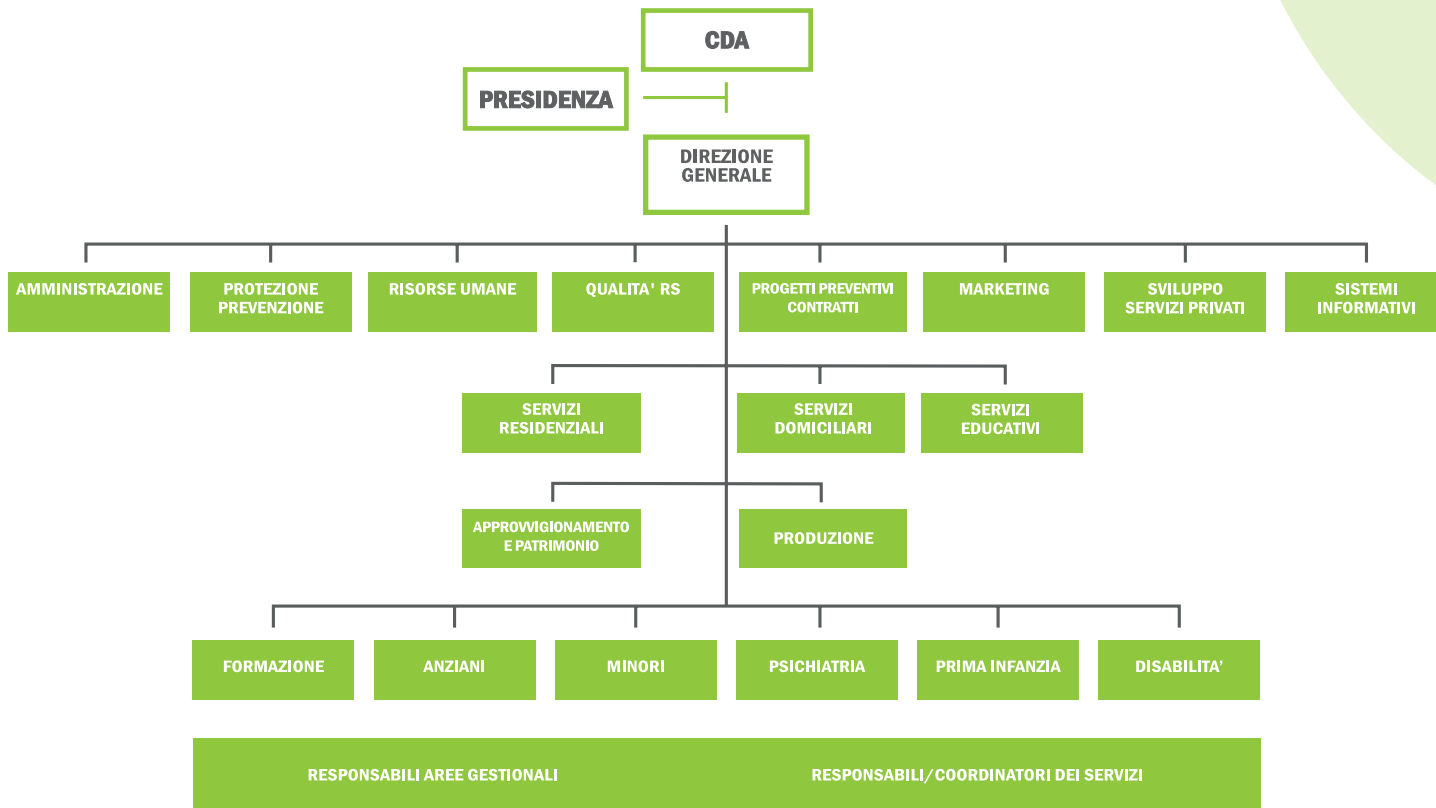 CDA
PRESIDENZA
DIREZIONE
GENERALE
AMMINISTRAZIONE
PROTEZIONE
PREVENZIONE
RISORSE UMANE
QUALITA' RS
PROGETTI PREVENTIVI
CONTRATTI
MARKETING
SVILUPPO
SERVIZI PRIVATI
SISTEMI
INFORMATIVI
SERVIZI
RESIDENZIALI
SERVIZI
DOMICILIARI
SERVIZI
EDUCATIVI
APPROVVIGIONAMENTO
E PATRIMONIO
PRODUZIONE
FORMAZIONE
ANZIANI
MINORI
PSICHIATRIA
PRIMA INFANZIA
DISABILITA’
RESPONSABILI AREE GESTIONALI
RESPONSABILI/COORDINATORI DEI SERVIZI